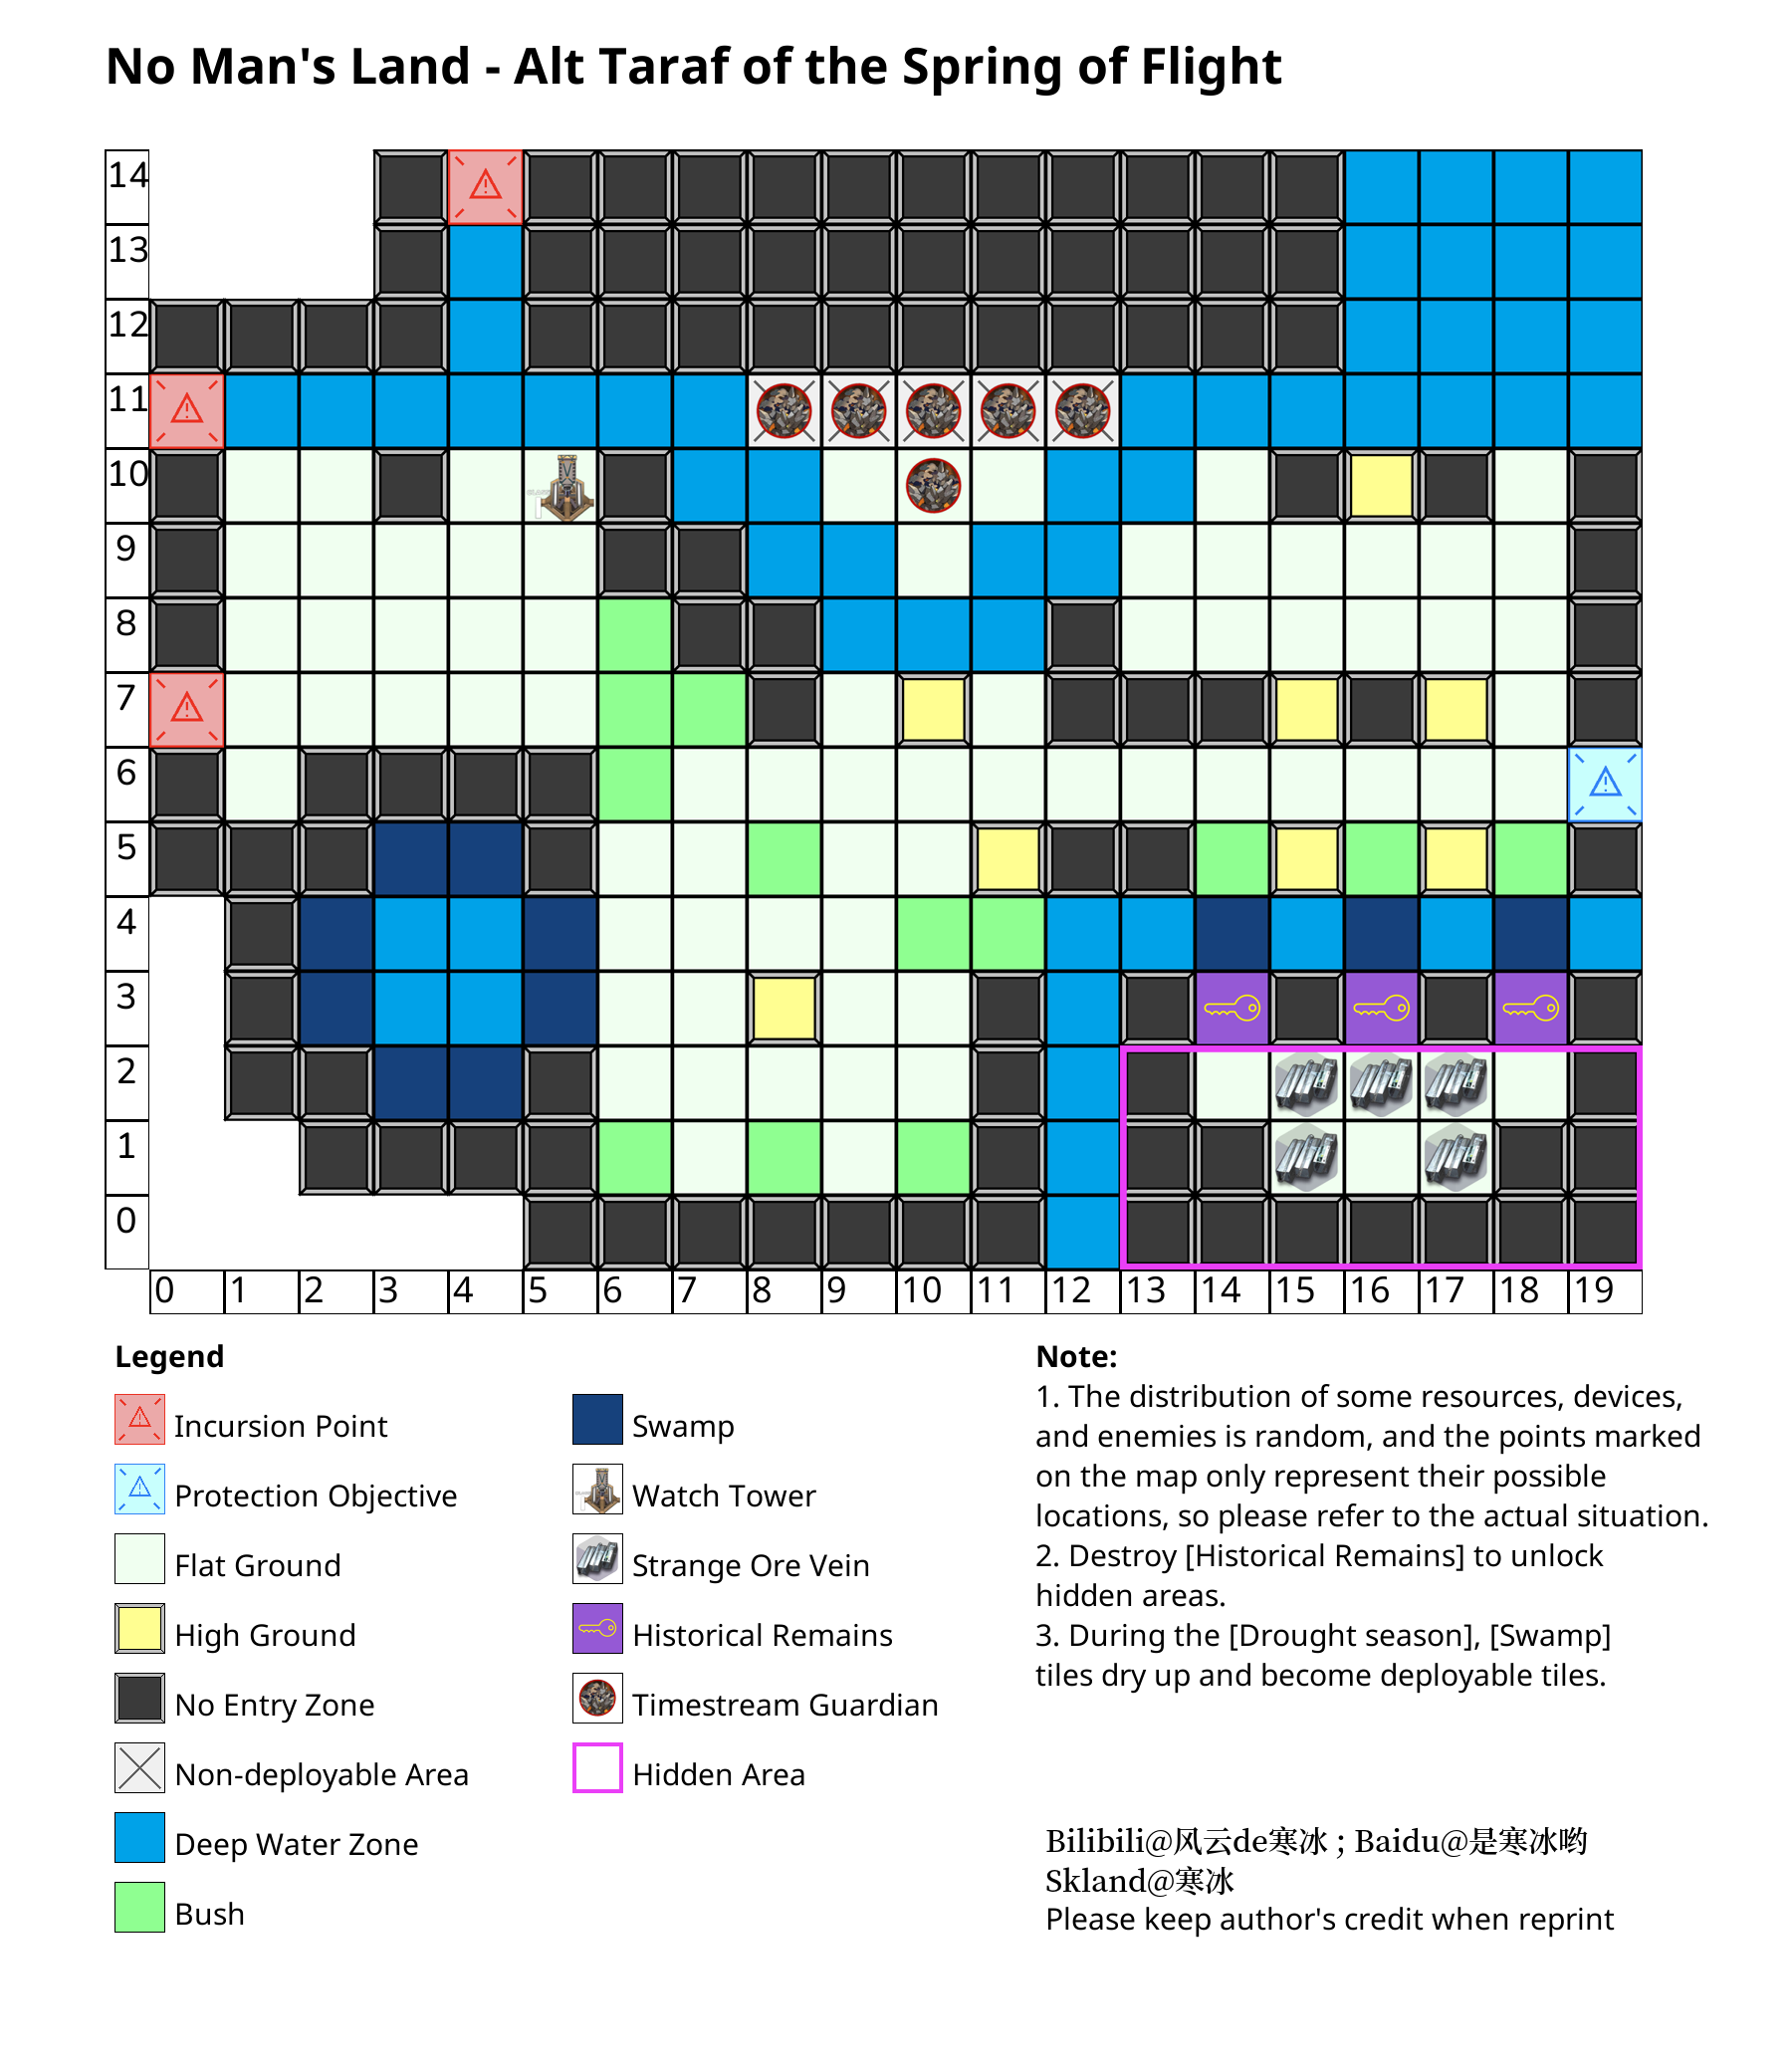 No Man's Land - Alt Taraf of the Spring of Flight
14
13
12
11
10
9
8
7
6
5
4
3
2
1
0
0 1 2 3 4 5 6 7 8 9 10 11 12 13 14 15 16 17 18 19
Legend
Incursion Point
Protection Objective
Flat Ground
High Ground
No Entry Zone
Non-deployable Area
Deep Water Zone
Bush
Swamp
Watch Tower
Strange Ore Vein
Historical Remains
Timestream Guardian
Hidden Area
Note:
1. The distribution of some resources, devices,
and enemies is random, and the points marked
on the map only represent their possible
locations, so please refer to the actual situation.
2. Destroy [Historical Remains] to unlock
hidden areas.
3. During the [Drought season], [Swamp]
tiles dry up and become deployable tiles.
Bilibili@风云de寒冰 ; Baidu@是寒冰哟
Skland@寒冰
Please keep author's credit when reprint